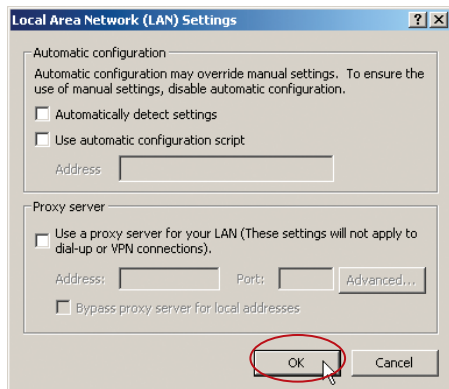 Local Area Network (LAN) Settings
Automatic configuration
Automatic configuration may override manual settings. To ensure the
use of manual settings, disable automatic configuration.
Automatically detect settings
Use automatic configuration script
Address
Proxy server
Use a proxy server for your LAN (These settings will not apply to
dial-up or VPN connections).
Address: Port: Advanced...
Bypass proxy server for local addresses
OK Cancel